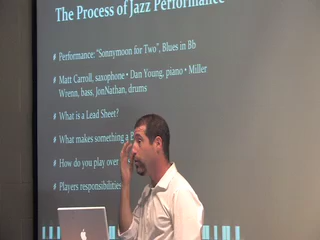 The Process of Jazz Performance
Performance: "Sonnymoon for Two", Blues in Bb
Matt Carroll, saxophone • Dan Young, piano • Miller
Wrenn, bass, JonNathan, drums
What is a Lead Sheet?
What makes something a
How do you play over
Players responsibilities